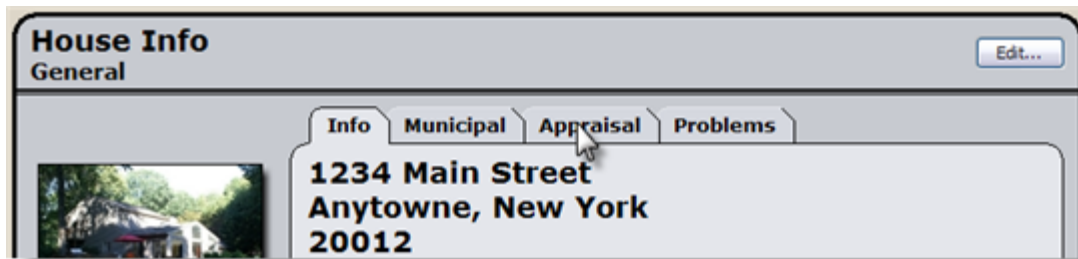 House Info
General
Edit...
Info Municipal Appraisal Problems
1234 Main Street
Anytowne, New York
20012